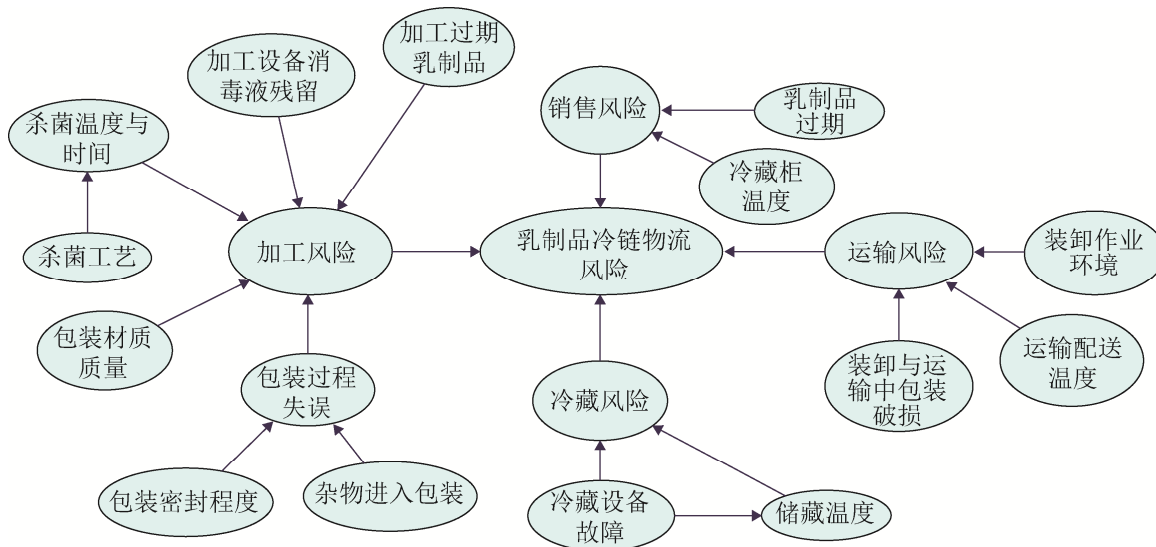 加工过期
乳制品
加工设备消
毒液残留
杀菌温度与
时间
销售风险
乳制品
过期
冷藏柜
温度
杀菌工艺
加工风险
乳制品冷链物流
风险
运输风险
装卸作业
环境
包装材质
质量
包装过程
失误
冷藏风险
装卸与运
输中包装
破损
运输配送
温度
包装密封程度
杂物进入包装
冷藏设备
故障
储藏温度